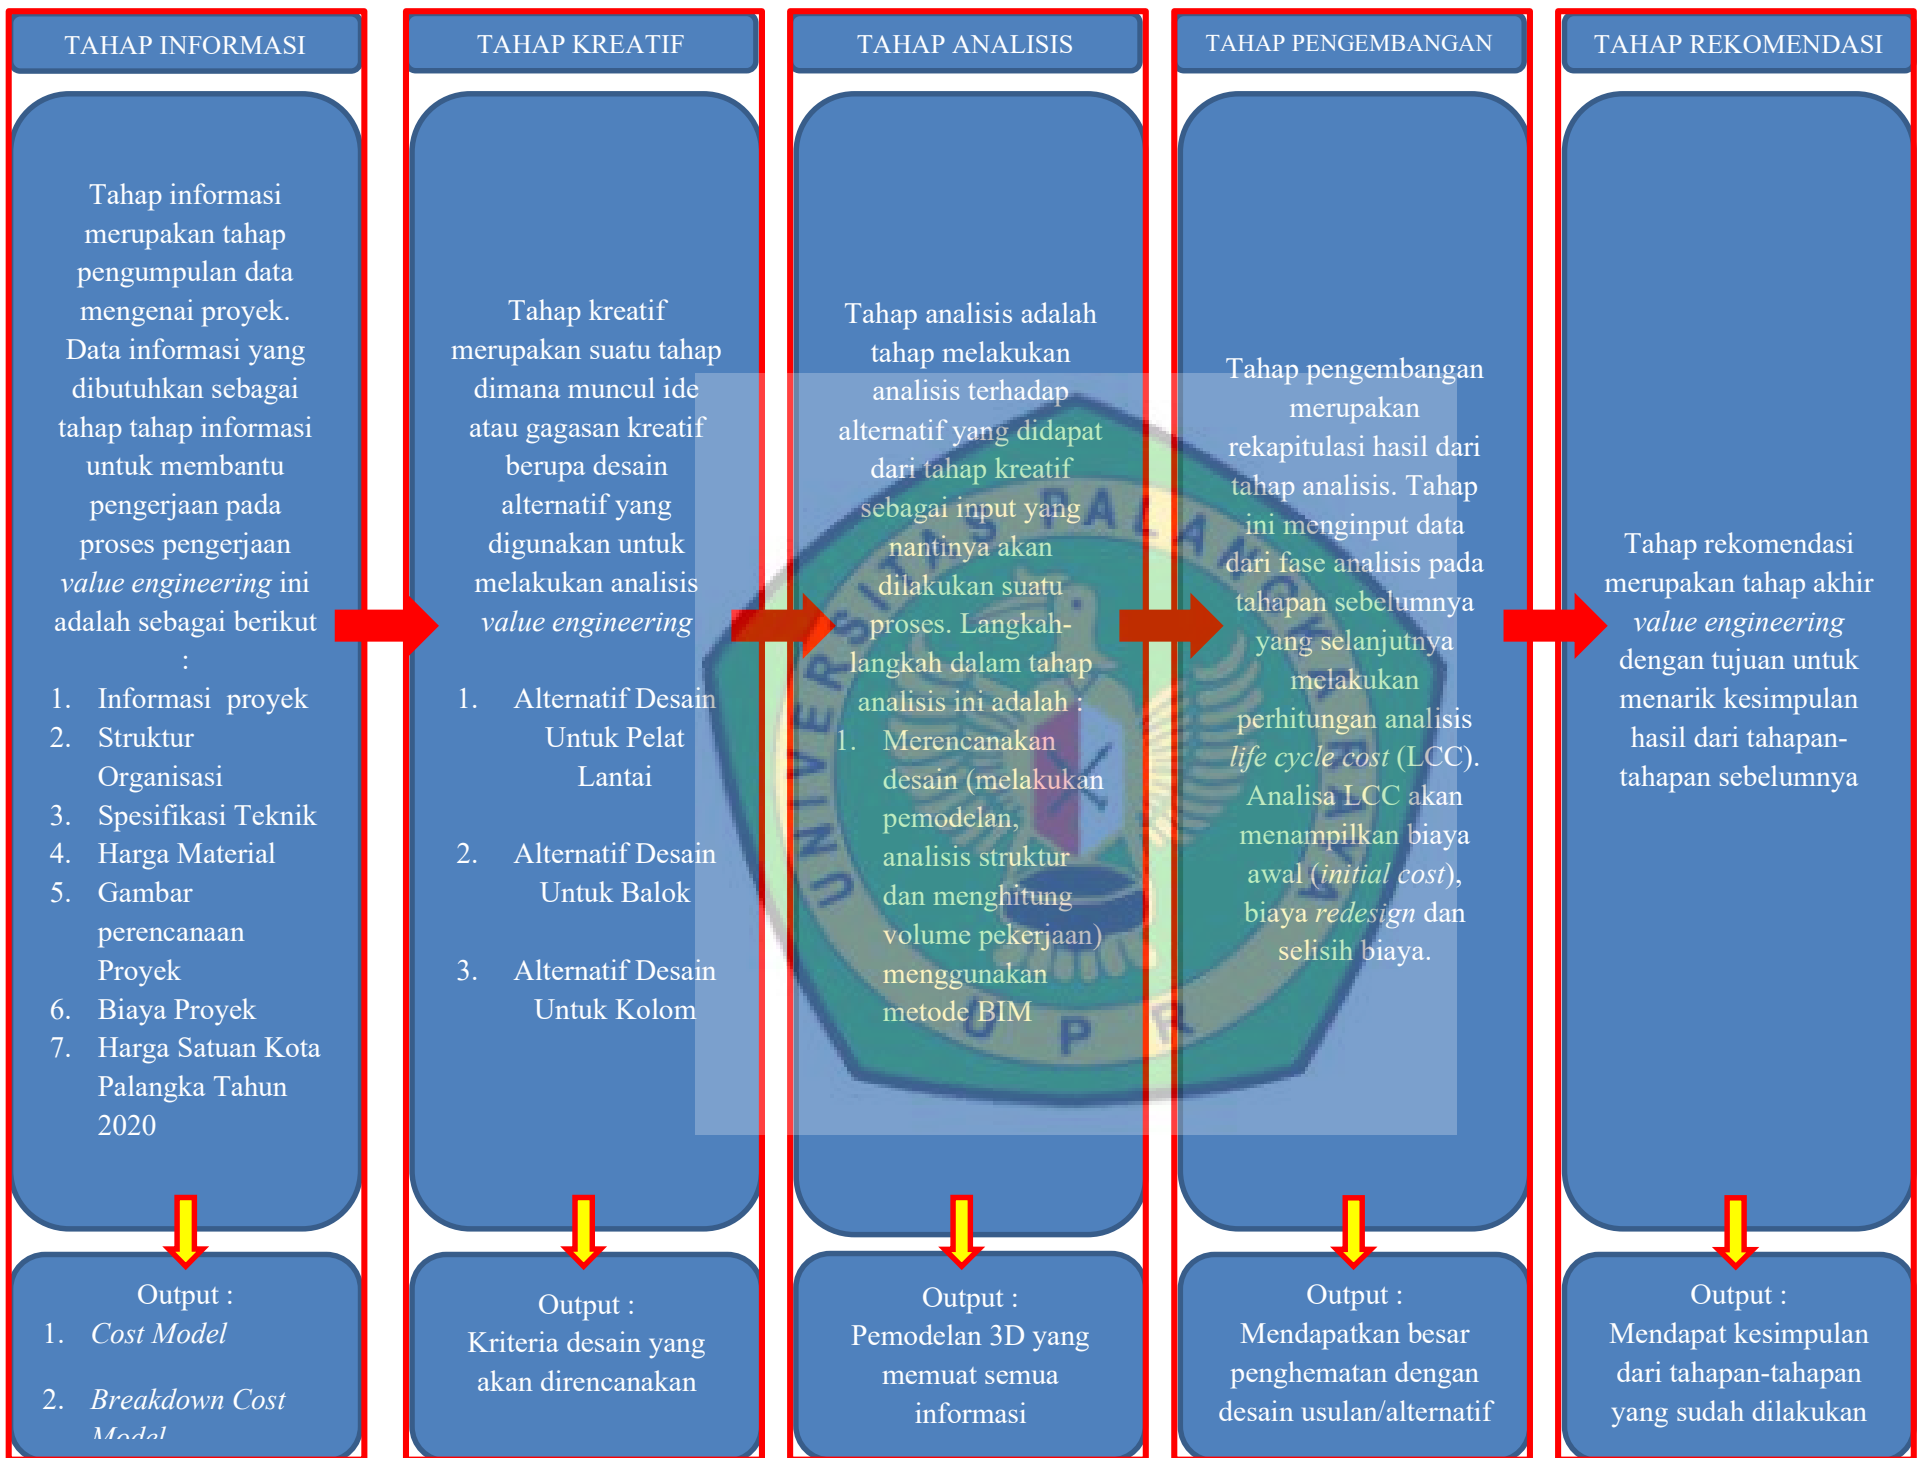 TAHAP INFORMASI
Tahap informasi
merupakan tahap
pengumpulan data
mengenai proyek.
Data informasi yang
dibutuhkan sebagai
tahap tahap informasi
untuk membantu
pengerjaan pada
proses pengerjaan
value engineering ini
adalah sebagai berikut
:
1. Informasi proyek
2. Struktur
Organisasi
3. Spesifikasi Teknik
4. Harga Material
5. Gambar
perencanaan
Proyek
6. Biaya Proyek
7. Harga Satuan Kota
Palangka Tahun
2020
Output :
1. Cost Model
2. Breakdown Cost
Model
TAHAP KREATIF
Tahap kreatif
merupakan suatu tahap
dimana muncul ide
atau gagasan kreatif
berupa desain
alternatif yang
digunakan untuk
melakukan analisis
value engineering
1. Alternatif Desain
Untuk Pelat
Lantai
2. Alternatif Desain
Untuk Balok
3. Alternatif Desain
Untuk Kolom
Output :
Kriteria desain yang
akan direncanakan
TAHAP ANALISIS
Tahap analisis adalah
tahap melakukan
analisis terhadap
alternatif yang didapat
dari tahap kreatif
sebagai input yang
nantinya akan
dilakukan suatu
proses. Langkah-
langkah dalam tahap
analisis ini adalah :
1. Merencanakan
desain (melakukan
pemodelan,
analisis struktur
dan menghitung
volume pekerjaan)
menggunakan
metode BIM
Output :
Pemodelan 3D yang
memuat semua
informasi
TAHAP PENGEMBANGAN
Tahap pengembangan
merupakan
rekapitulasi hasil dari
tahap analisis. Tahap
ini menginput data
dari fase analisis pada
tahapan sebelumnya
yang selanjutnya
melakukan
perhitungan analisis
life cycle cost (LCC).
Analisa LCC akan
menampilkan biaya
awal (initial cost),
biaya redesign dan
selisih biaya.
Output :
Mendapatkan besar
penghematan dengan
desain usulan/alternatif
TAHAP REKOMENDASI
Tahap rekomendasi
merupakan tahap akhir
value engineering
dengan tujuan untuk
menarik kesimpulan
hasil dari tahapan-
tahapan sebelumnya
Output :
Mendapat kesimpulan
dari tahapan-tahapan
yang sudah dilakukan
UNIVERSITAS PALANGKA RAYA
UPR